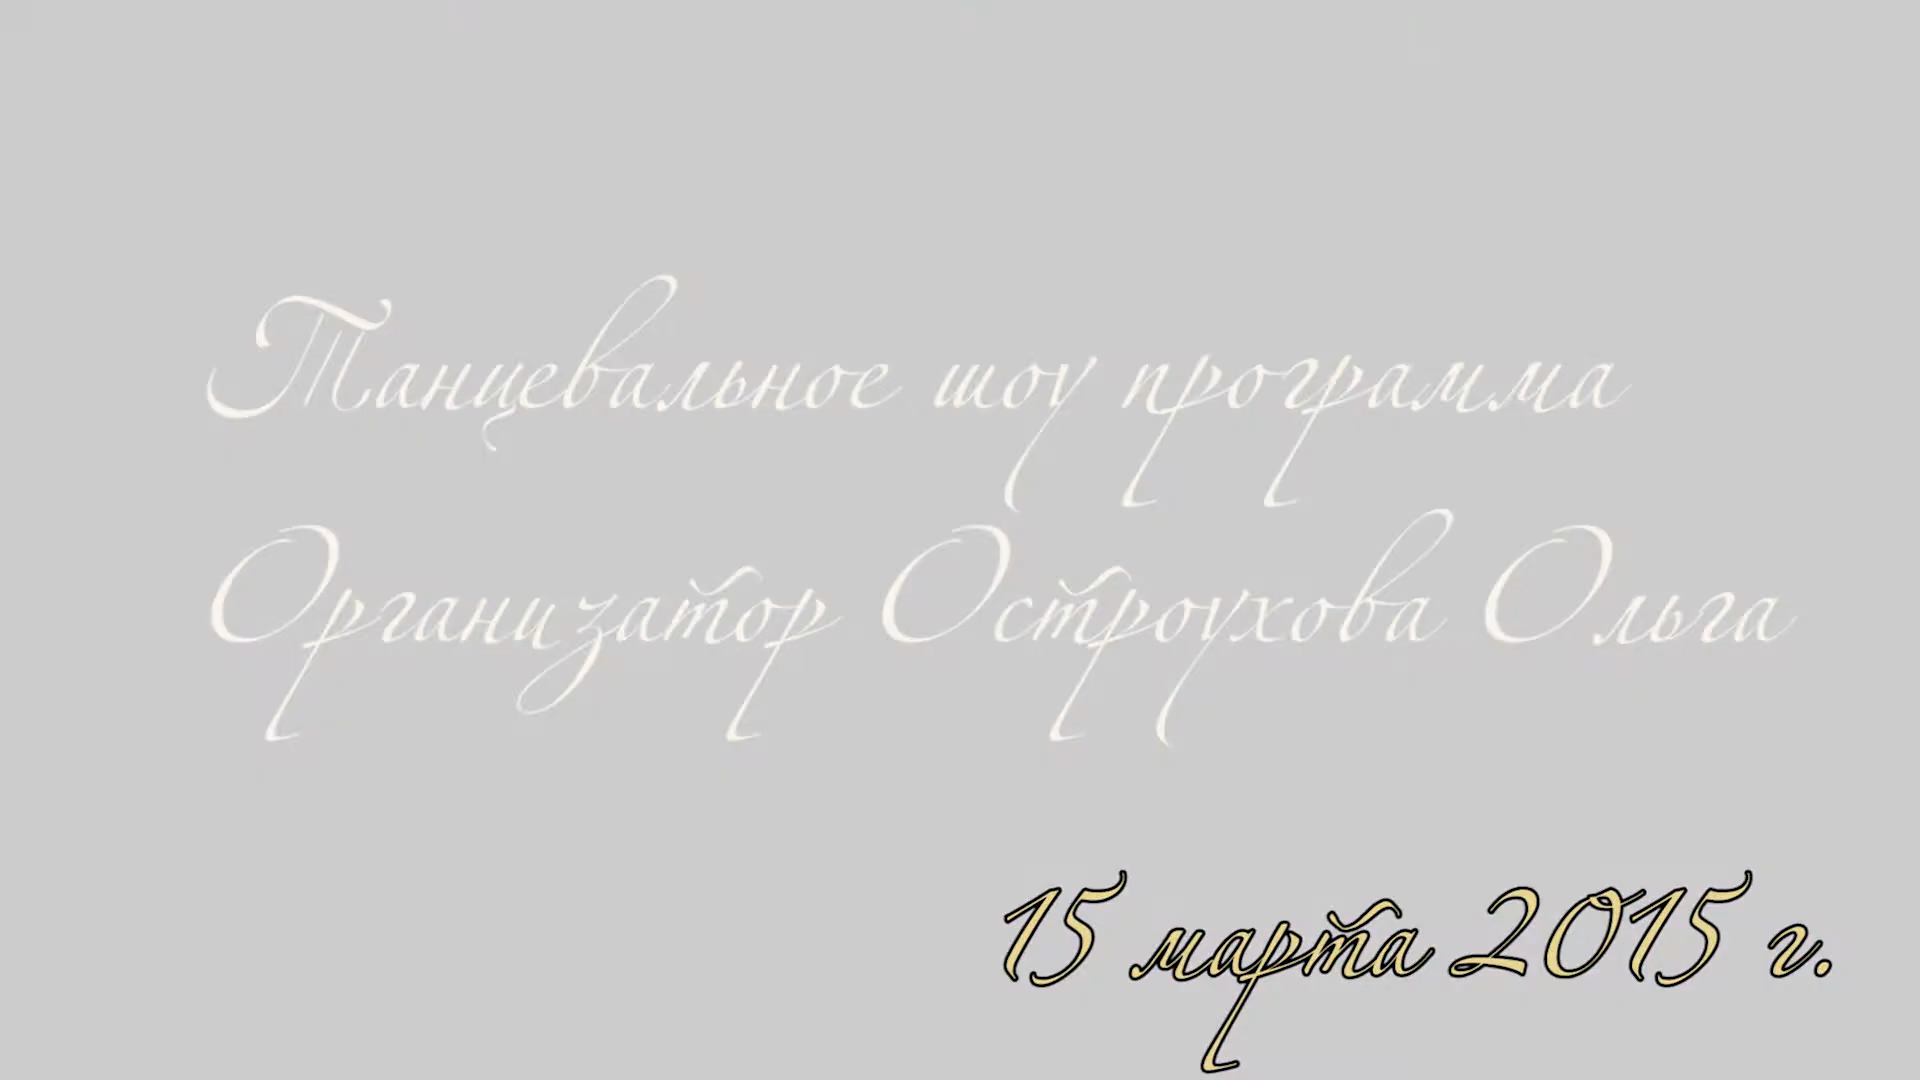 Танцевальное шоу программа
Организатор Остроухова Ольга
15 марта 2015 г.